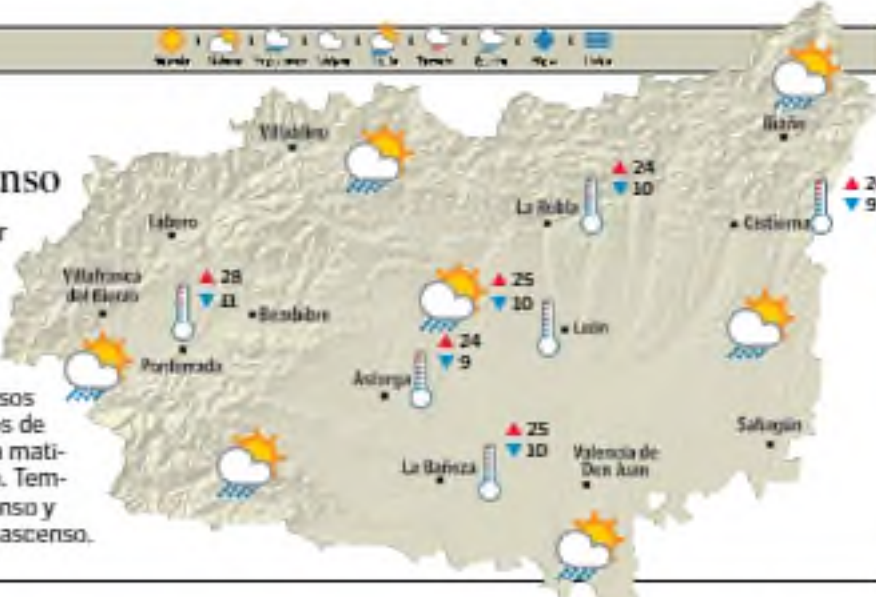 nso
r
Villablino
Riaño
24
10
La Robla
Cistierna
9
Fabero
Villafranca
del Bierzo
28
11
Bembibre
25
10
León
Ponferrada
24
9
Astorga
sos
os de
mati-
. Tem-
nso y
ascenso.
25
10
La Bañeza
Valencia de
Don Juan
Sahagún